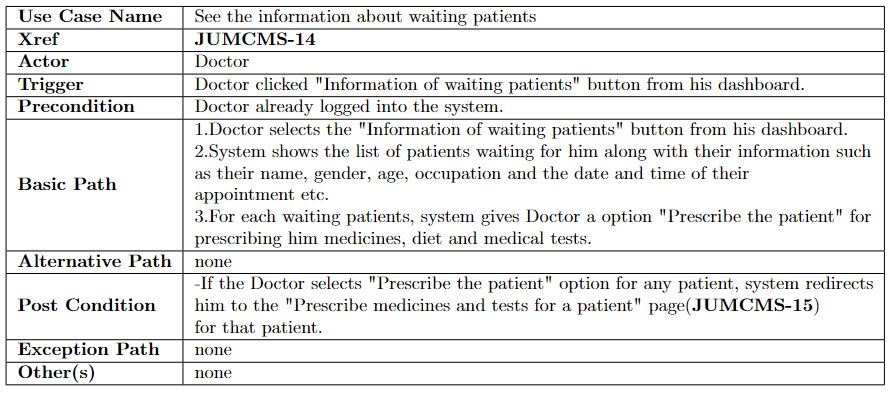 Use Case Name See the information about waiting patients
Xref JUMCMS-14
Actor Doctor
Trigger Doctor clicked "Information of waiting patients" button from his dashboard.
Precondition Doctor already logged into the system.
Basic Path
1.Doctor selects the "Information of waiting patients" button from his dashboard.
2.System shows the list of patients waiting for him along with their information such
as their name, gender, age, occupation and the date and time of their
appointment etc.
3.For each waiting patients, system gives Doctor a option "Prescribe the patient" for
prescribing him medicines, diet and medical tests.
Alternative Path none
Post Condition
-If the Doctor selects "Prescribe the patient" option for any patient, system redirects
him to the "Prescribe medicines and tests for a patient" page(JUMCMS-15)
for that patient.
Exception Path none
Other(s) none